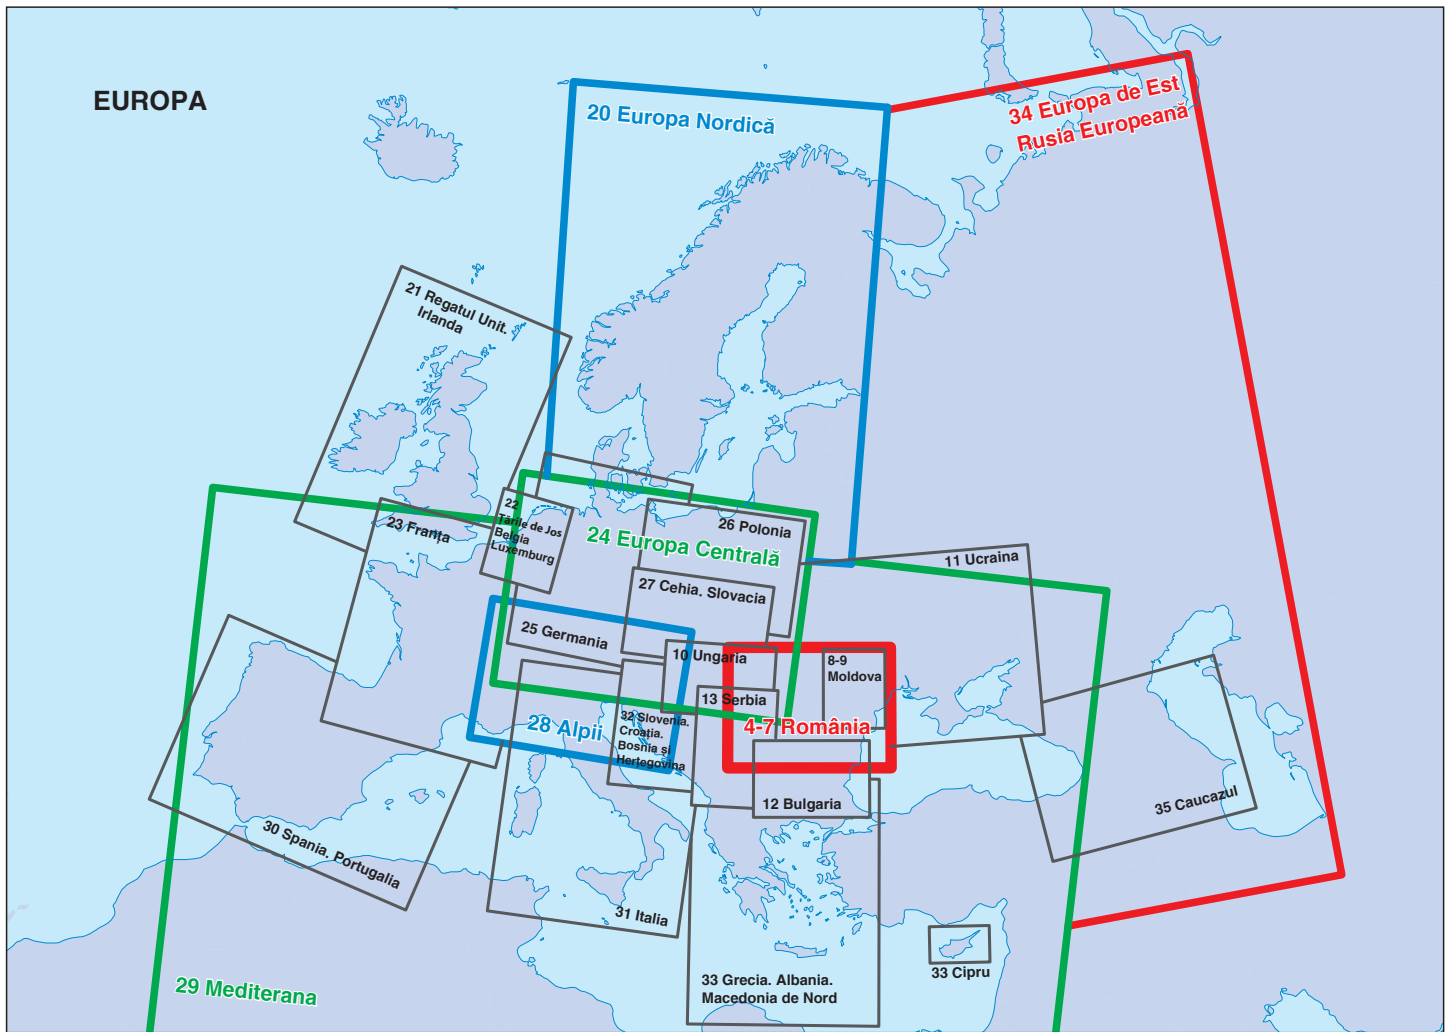 EUROPA
34 Europa de Est
Rusia Europeană
20 Europa Nordică
21 Regatul Unit.
Irlanda
22
Țările de Jos
Belgia
Luxemburg
23 Franța
26 Polonia
24 Europa Centrală
11 Ucraina
27 Cehia. Slovacia
25 Germania
10 Ungaria
8-9
Moldova
13 Serbia
28 Alpii
32 Slovenia.
Croația.
Bosnia și
Herțegovina
4-7 România
12 Bulgaria
35 Caucazul
30 Spania. Portugalia
31 Italia
33 Cipru
33 Grecia. Albania.
Macedonia de Nord
29 Mediterana